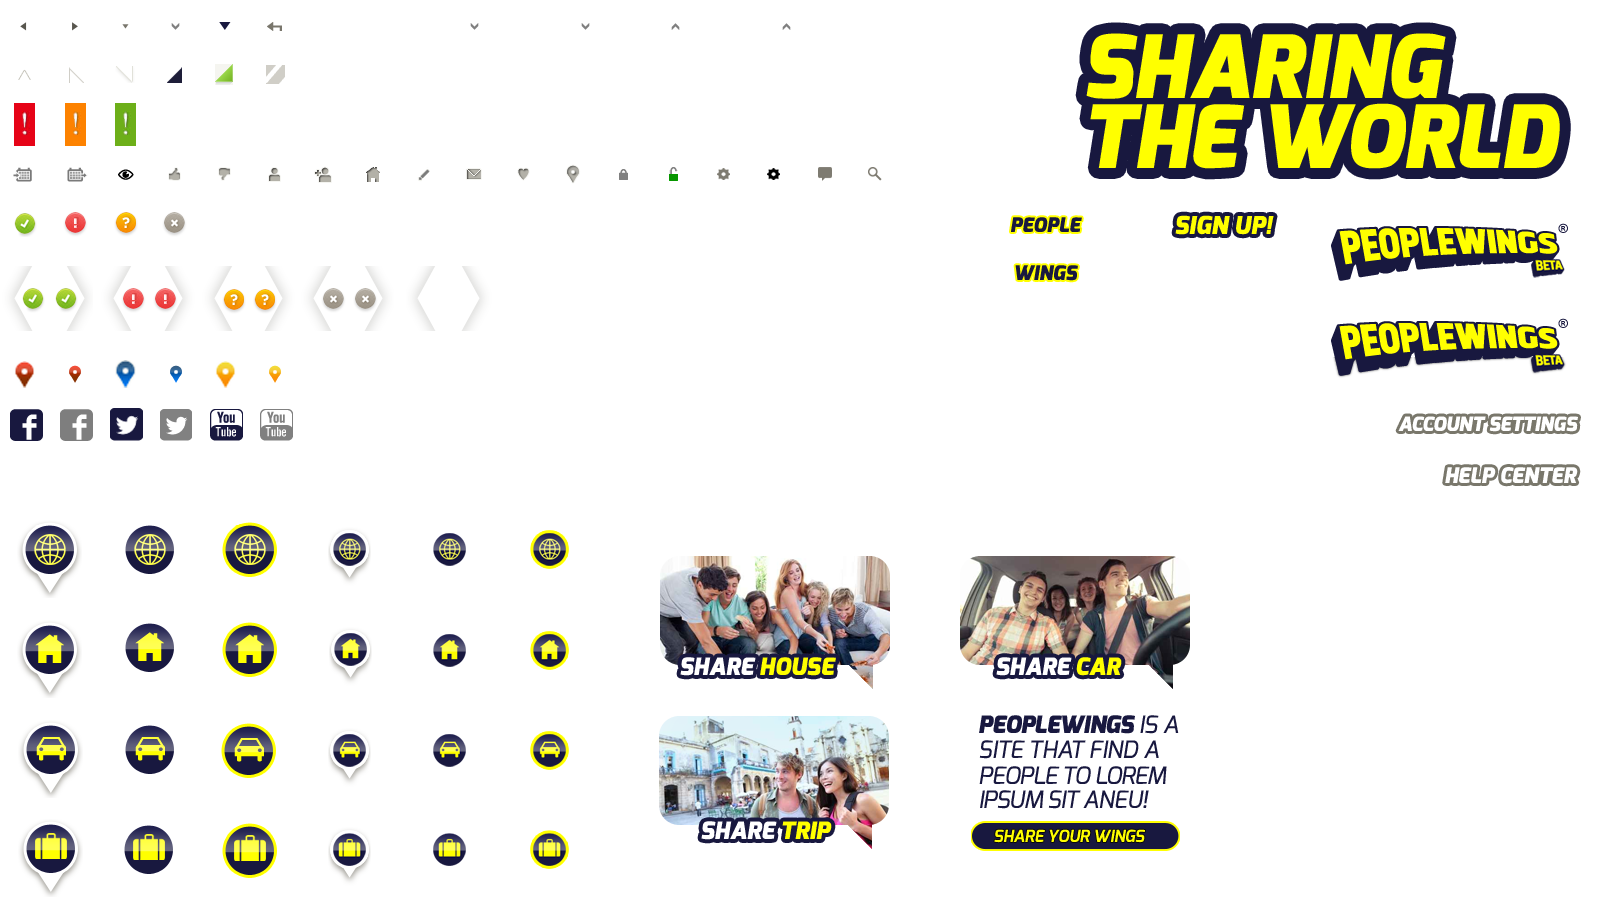 SHARING
THE WORLD
PEOPLE
SIGN UP!
WINGS
PEOPLEWINGS®
BETA
PEOPLEWINGS®
BETA
You
Tube
You
Tube
ACCOUNT SETTINGS
HELP CENTER
SHARE HOUSE
SHARE CAR
SHARE TRIP
PEOPLEWINGS IS A
SITE THAT FIND A
PEOPLE TO LOREM
IPSUM SIT ANEU!
SHARE YOUR WINGS